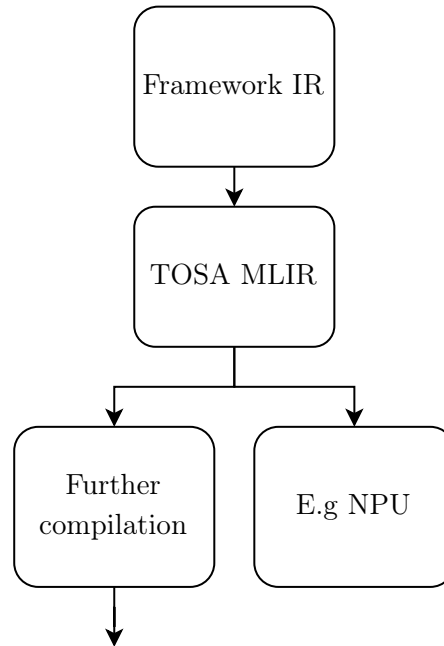 Framework IR
TOSA MLIR
Further
compilation
E.g NPU